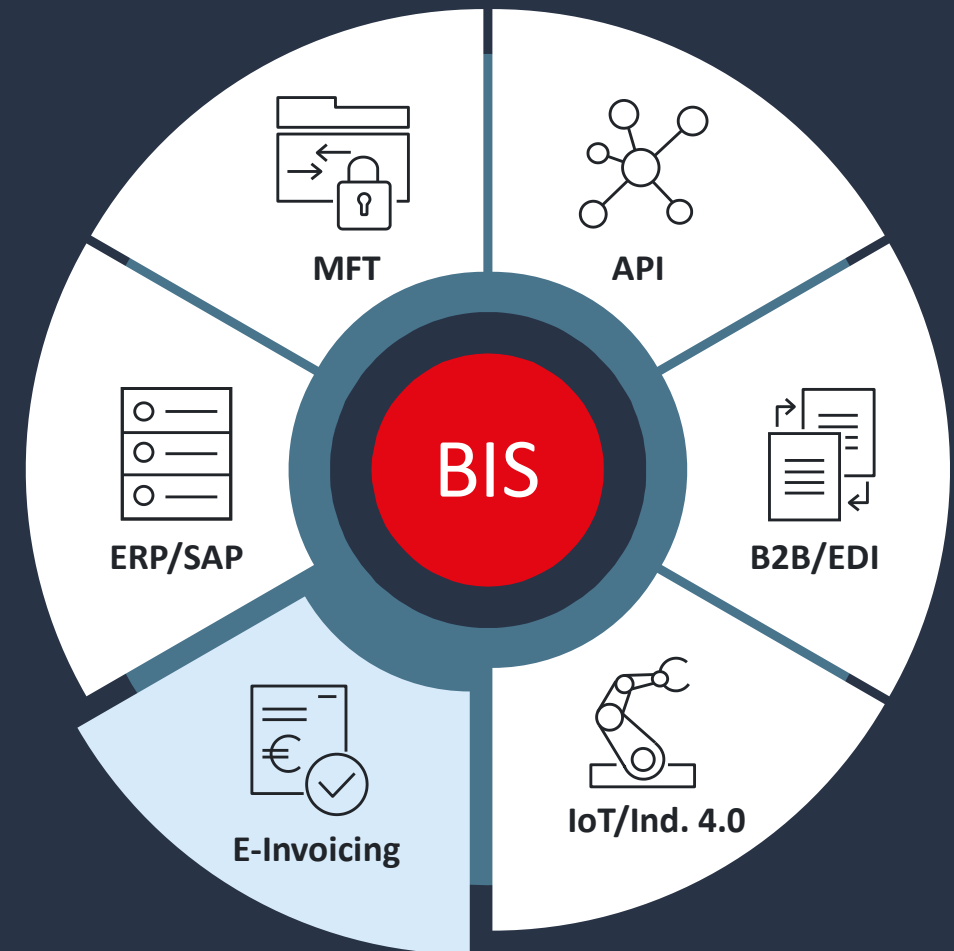 MFT
API
ERP/SAP
BIS
B2B/EDI
E-Invoicing
IoT/Ind. 4.0